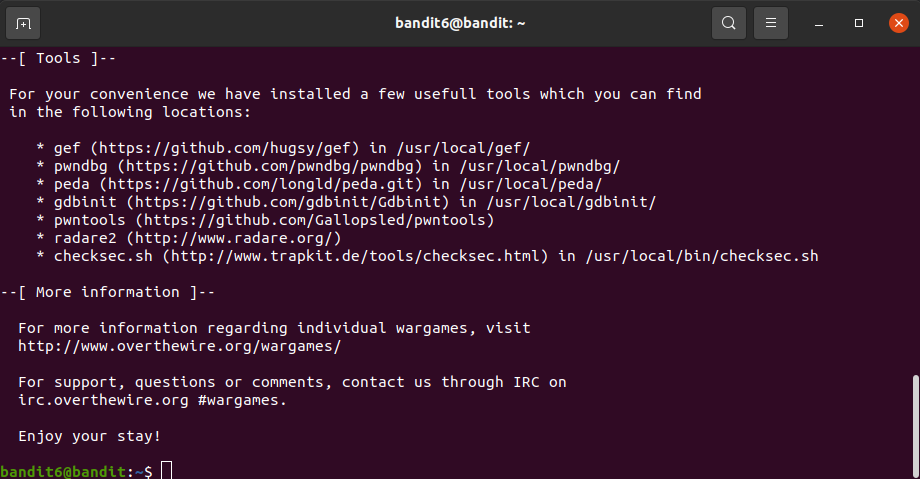 bandit6@bandit: ~
--[ Tools ]--
For your convenience we have installed a few usefull tools which you can find
in the following locations:
* gef (https://github.com/hugsy/gef) in /usr/local/gef/
* pwndbg (https://github.com/pwndbg/pwndbg) in /usr/local/pwndbg/
* peda (https://github.com/longld/peda.git) in /usr/local/peda/
* gdbinit (https://github.com/gdbinit/Gdbinit) in /usr/local/gdbinit/
* pwntools (https://github.com/Gallopsled/pwntools)
* radare2 (http://www.radare.org/)
* checksec.sh (http://www.trapkit.de/tools/checksec.html) in /usr/local/bin/checksec.sh
--[ More information ]--
For more information regarding individual wargames, visit
http://www.overthewire.org/wargames/
For support, questions or comments, contact us through IRC on
irc.overthewire.org #wargames.
Enjoy your stay!
bandit6@bandit:~$